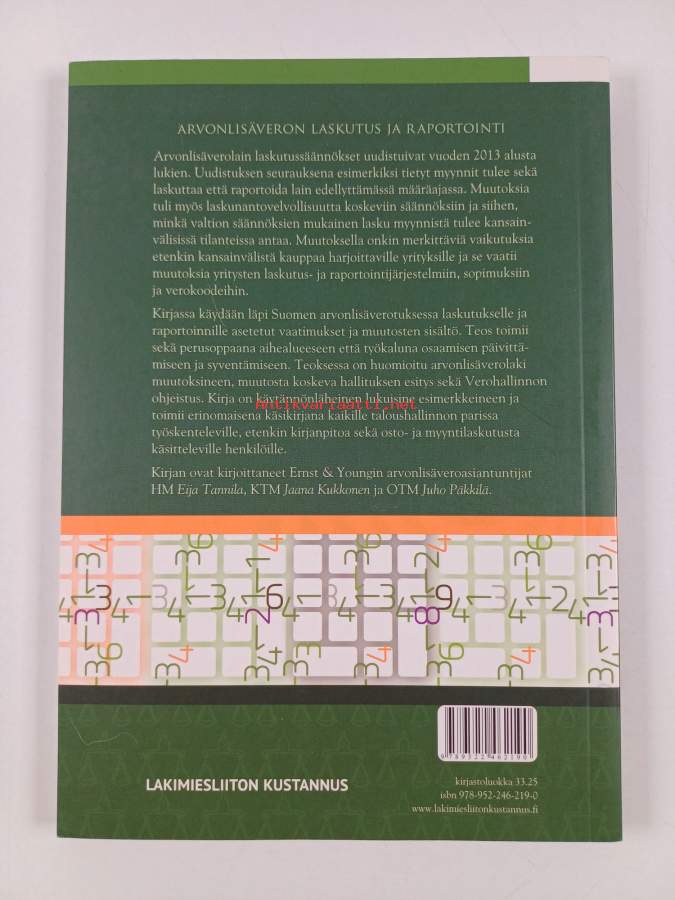 ARVONLISÄVERON LASKUTUS JA RAPORTOINTI
Arvonlisäverolain laskutussäännökset uudistuivat vuoden 2013 alusta
lukien. Uudistuksen seurauksena esimerkiksi tietyt myynnit tulee sekä
laskuttaa että raportoida lain edellyttämässä määräajassa. Muutoksia
tuli myös laskunantovelvollisuutta koskeviin säännöksiin ja siihen,
minkä valtion säännöksien mukainen lasku myynnistä tulee kansain-
välisissä tilanteissa antaa. Muutoksella onkin merkittäviä vaikutuksia
etenkin kansainvälistä kauppaa harjoittaville yrityksille ja se vaatii
muutoksia yritysten laskutus- ja raportointijärjestelmiin, sopimuksiin
ja verokoodeihin.
Kirjassa käydään läpi Suomen arvonlisäverotuksessa laskutukselle ja
raportoinnille asetetut vaatimukset ja muutosten sisältö. Teos toimii
sekä perusoppaana aihealueeseen että työkaluna osaamisen päivittä-
miseen ja syventämiseen. Teoksessa on huomioitu arvonlisäverolaki
muutoksineen, muutosta koskeva hallituksen esitys sekä Verohallinnon
ohjeistus. Kirja on käytännönläheinen lukuisine esimerkkeineen ja
Antikvariaatti.net
toimii erinomaisena käsikirjana kaikille taloushallinnon parissa
työskenteleville, etenkin kirjanpitoa sekä osto- ja myyntilaskutusta
käsitteleville henkilöille.
Kirjan ovat kirjoittaneet Ernst & Youngin arvonlisäveroasiantuntijat
HM Eija Tannila, KTM Jaana Kukkonen ja OTM Juho Päkkilä.
9 789522 462190
LAKIMIESLIITON KUSTANNUS
kirjastoluokka 33.25
isbn 978-952-246-219-0
www.lakimiesliitonkustannus.fi